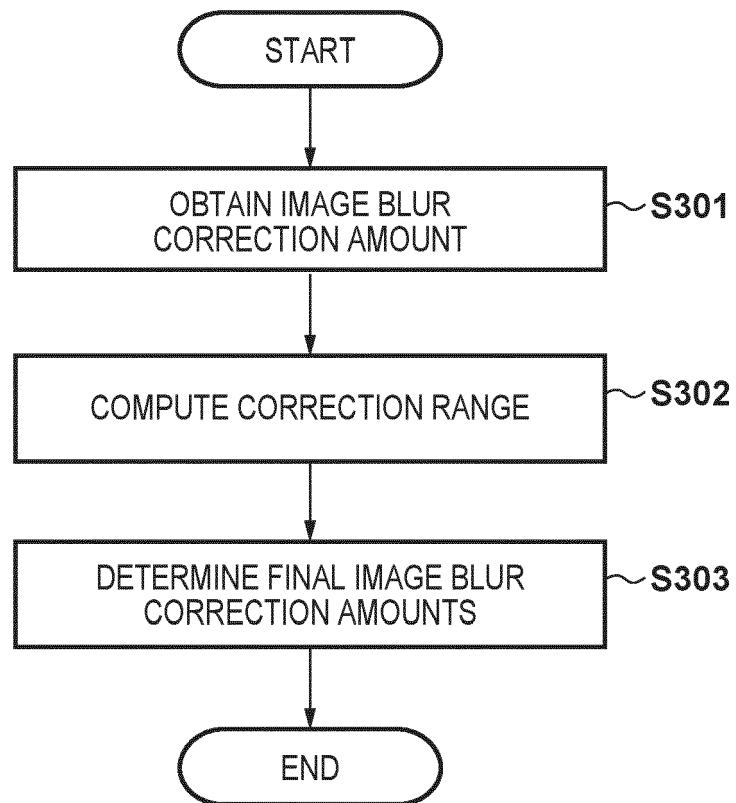 START
OBTAIN IMAGE BLUR
CORRECTION AMOUNT
S301
COMPUTE CORRECTION RANGE
S302
DETERMINE FINAL IMAGE BLUR
CORRECTION AMOUNTS
S303
END